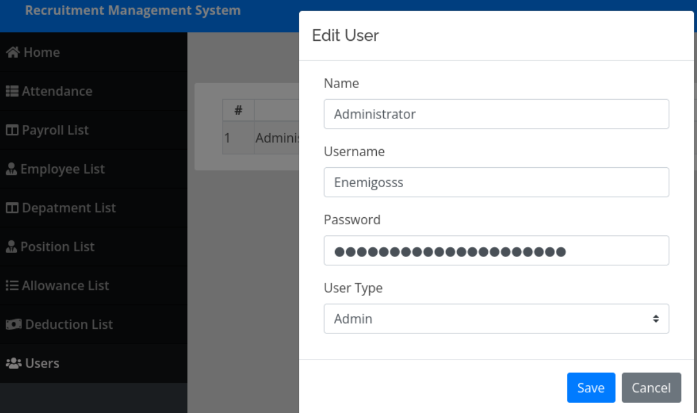 Recruitment Management System
Home
Attendance
Payroll List
Employee List
Depatment List
Position List
Allowance List
Deduction List
Users
#
1 Adminis
Edit User
Name
Administrator
Username
Enemigosss
Password
●●●●●●●●●●●●●●●●●●●●●
User Type
Admin
Save Cancel